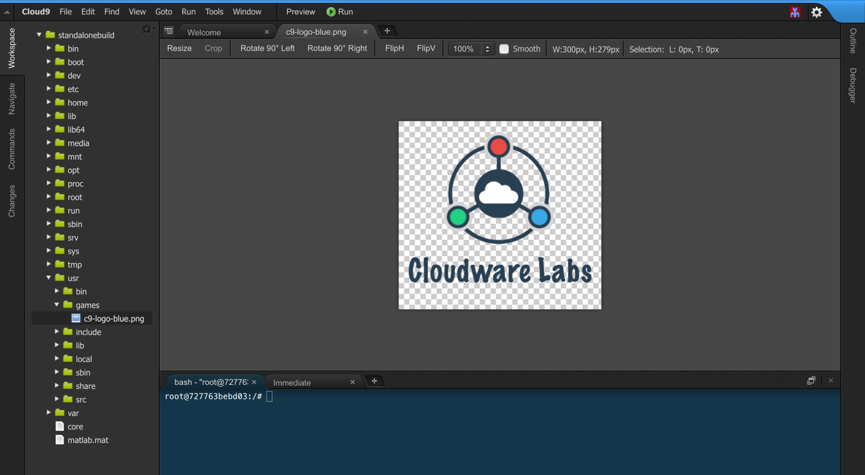 Cloud9 File Edit Find View Goto Run Tools Window Preview Run
Workspace
Navigate
Commands
Changes
standalonebuild
bin
boot
dev
etc
home
lib
lib64
media
mnt
opt
proc
root
run
sbin
srv
sys
tmp
usr
bin
games
c9-logo-blue.png
include
lib
local
sbin
share
src
var
core
matlab.mat
Welcome × c9-logo-blue.png × +
Resize Crop Rotate 90° Left Rotate 90° Right FlipH FlipV 100% Smooth W:300px, H:279px Selection: L: 0px, T: 0px
Cloudware Labs
bash - "root@72776: × Immediate × +
root@727763bebd03:/#
Outline
Debugger